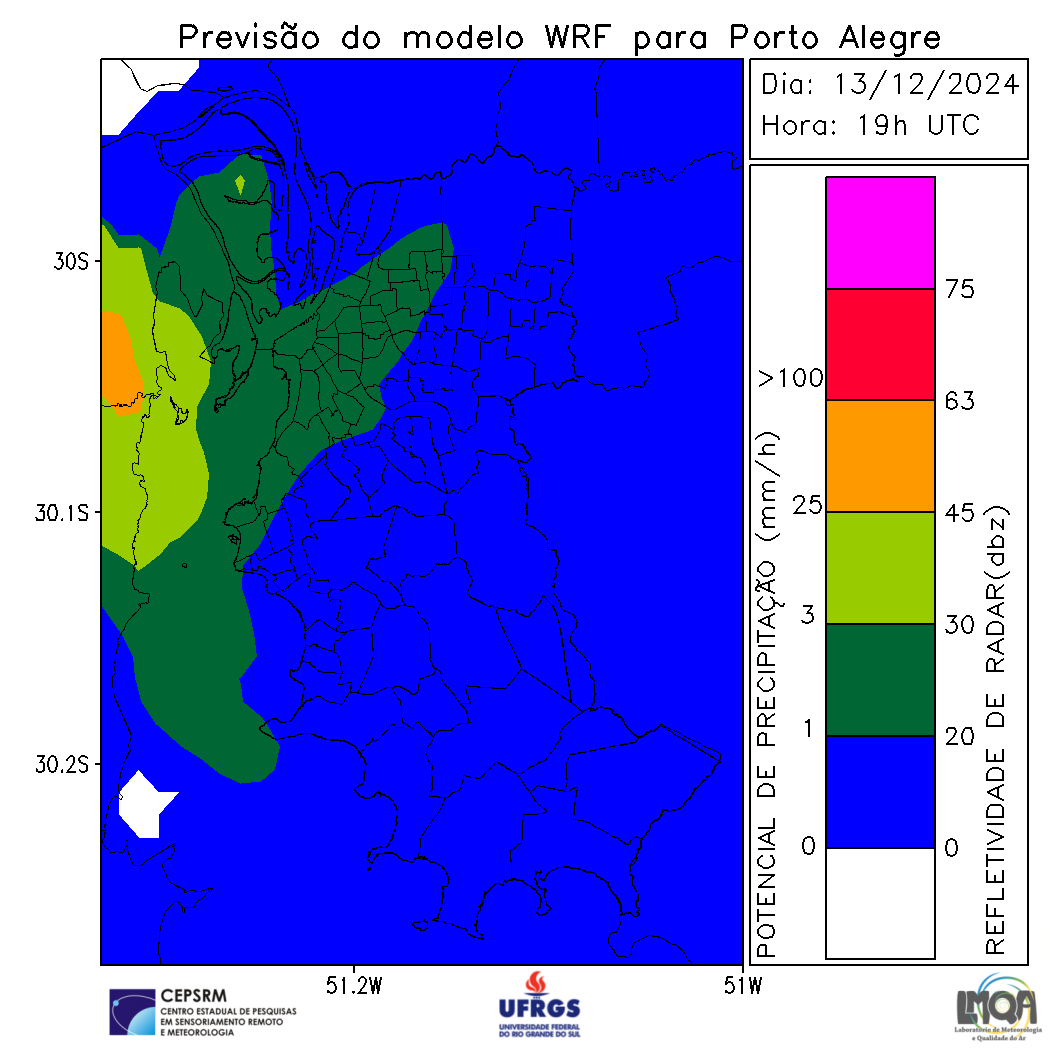 Previsão do modelo WRF para Porto Alegre
Dia: 13/12/2024
Hora: 19h UTC
30S
30.1S
30.2S
51.2W
51W
POTENCIAL DE PRECIPITAÇÃO (mm/h)
>100
25
3
1
0
75
63
45
30
20
0
REFLETIVIDADE DE RADAR(dbz)
CEPSRM
CENTRO ESTADUAL DE PESQUISAS
EM SENSORIAMENTO REMOTO
E METEOROLOGIA
UFRGS
UNIVERSIDADE FEDERAL
DO RIO GRANDE DO SUL
LMQA
Laboratório de Meteorologia
e Qualidade do Ar